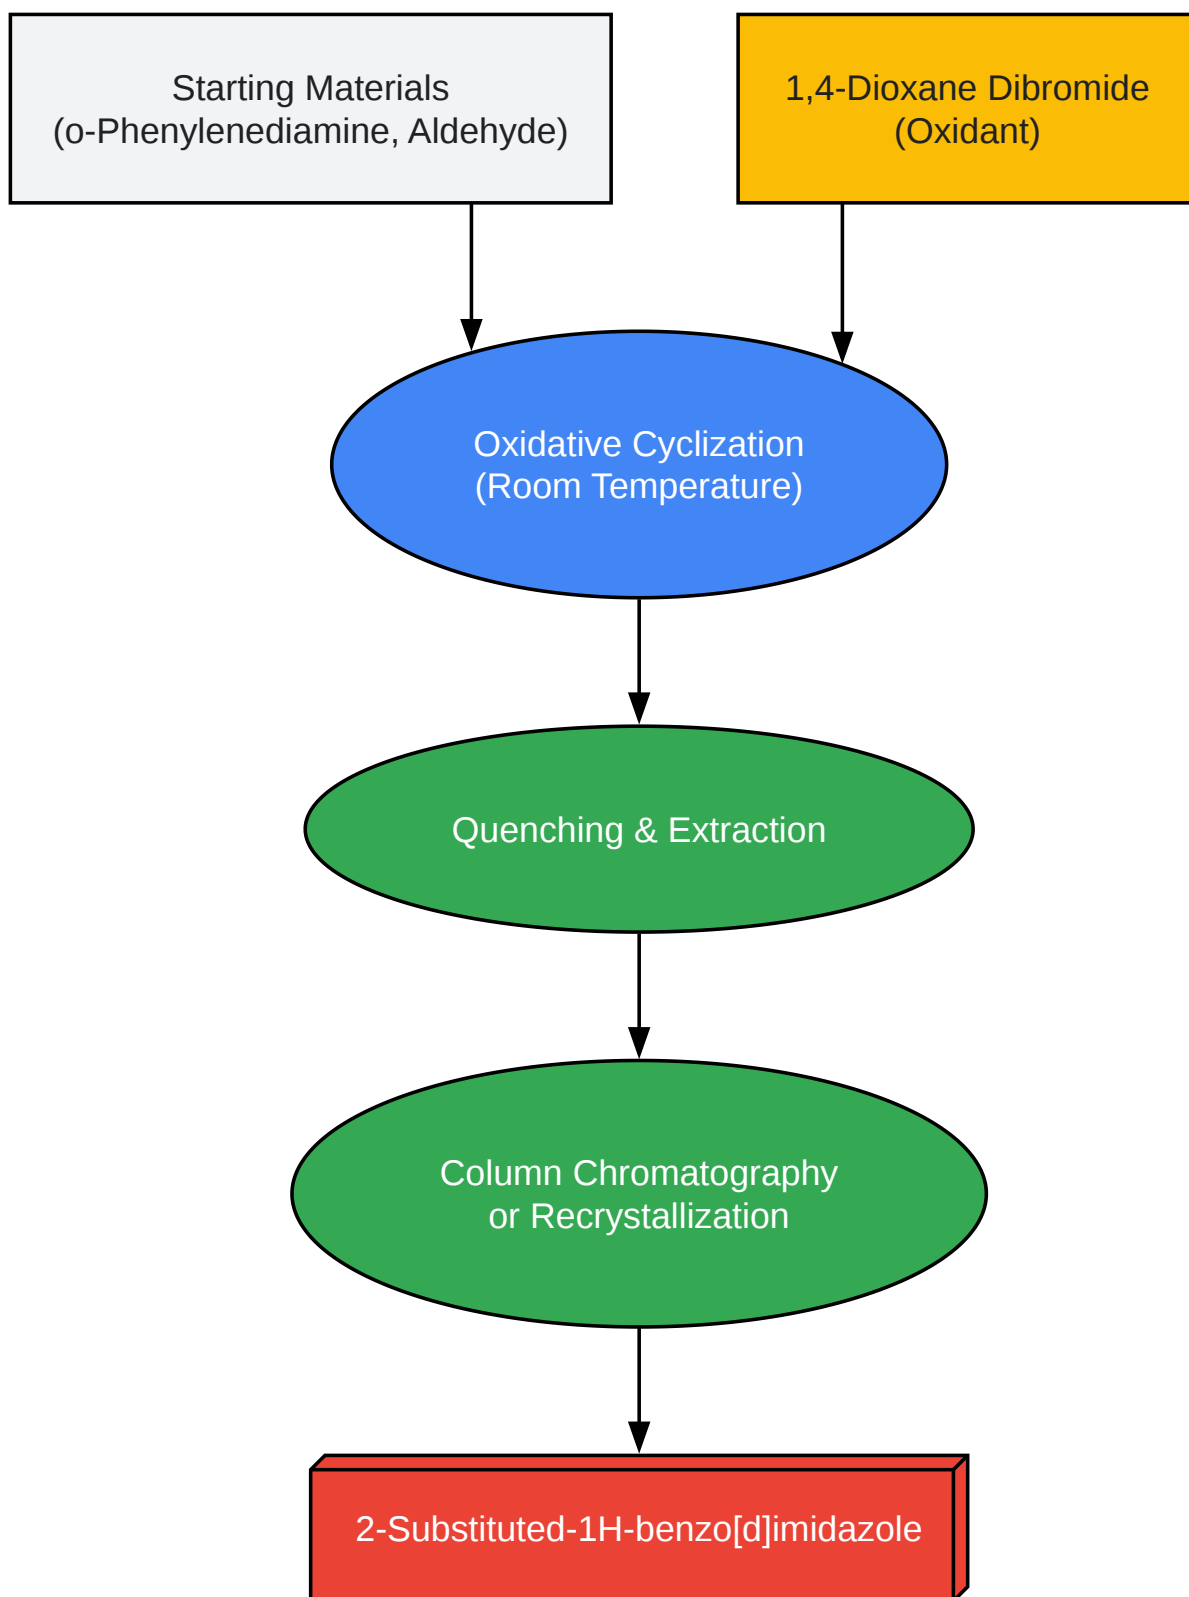 Starting Materials
(o-Phenylenediamine, Aldehyde)
1,4-Dioxane Dibromide
(Oxidant)
Oxidative Cyclization
(Room Temperature)
Quenching & Extraction
Column Chromatography
or Recrystallization
2-Substituted-1H-benzo[d]imidazole